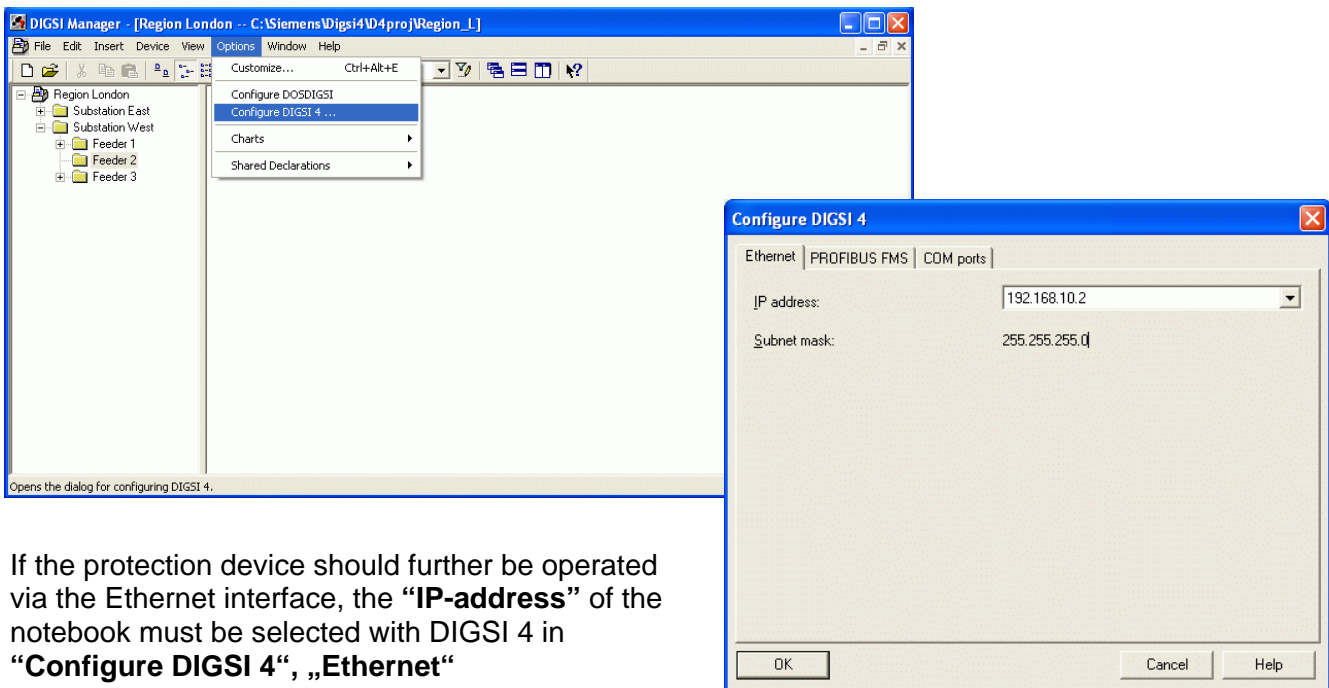 DIGSI Manager - [Region London -- C:\Siemens\Digsi4\D4proj\Region_L]
File Edit Insert Device View Options Window Help
Customize... Ctrl+Alt+E
Configure DOSDIGSI
Configure DIGSI 4 ...
Charts
Shared Declarations
Region London
Substation East
Substation West
Feeder 1
Feeder 2
Feeder 3
Opens the dialog for configuring DIGSI 4.
Configure DIGSI 4
Ethernet PROFIBUS FMS COM ports
IP address: 192.168.10.2
Subnet mask: 255.255.255.0
OK Cancel Help
If the protection device should further be operated
via the Ethernet interface, the “IP-address” of the
notebook must be selected with DIGSI 4 in
“Configure DIGSI 4“, „Ethernet“